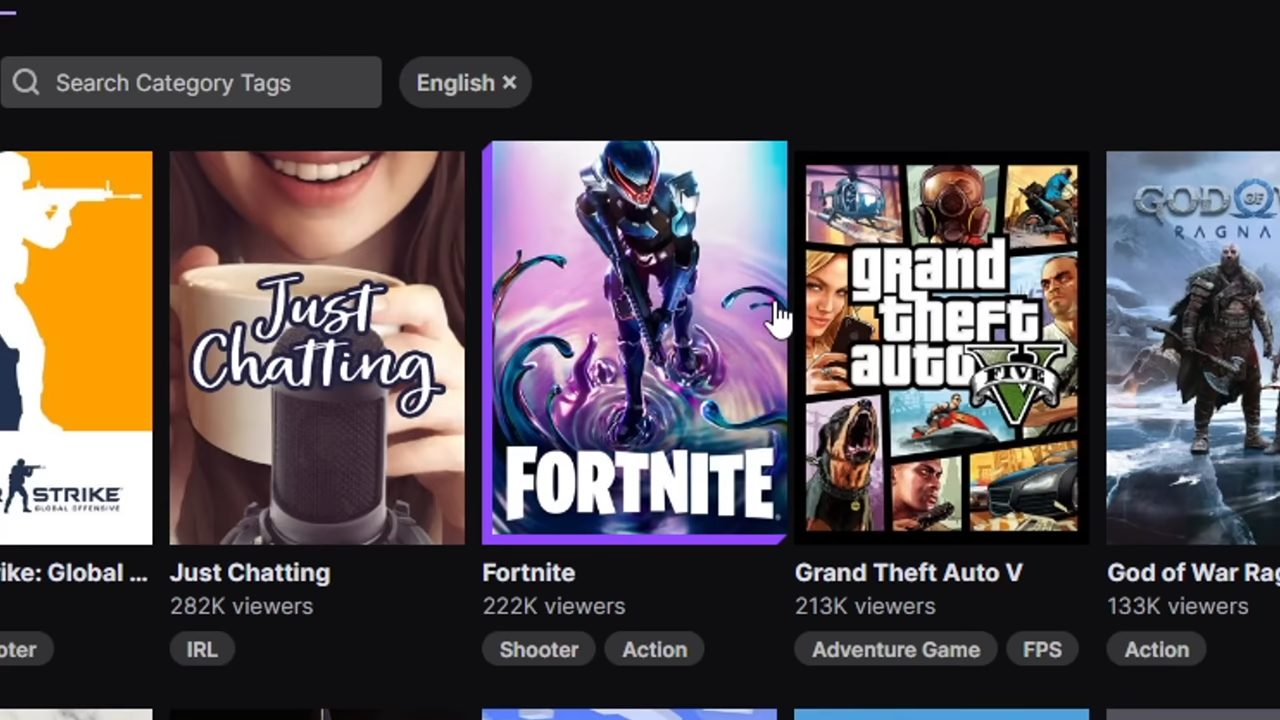 Search Category Tags
English ×
STRIKE
GLOBAL OFFENSIVE
Just
Chatting
FORTNITE
grand
theft
auto
FIVE
GOD OF
RAGNA
ike: Global ...
Just Chatting
Fortnite
Grand Theft Auto V
God of War Rag
282K viewers
222K viewers
213K viewers
133K viewers
oter
IRL
Shooter
Action
Adventure Game
FPS
Action